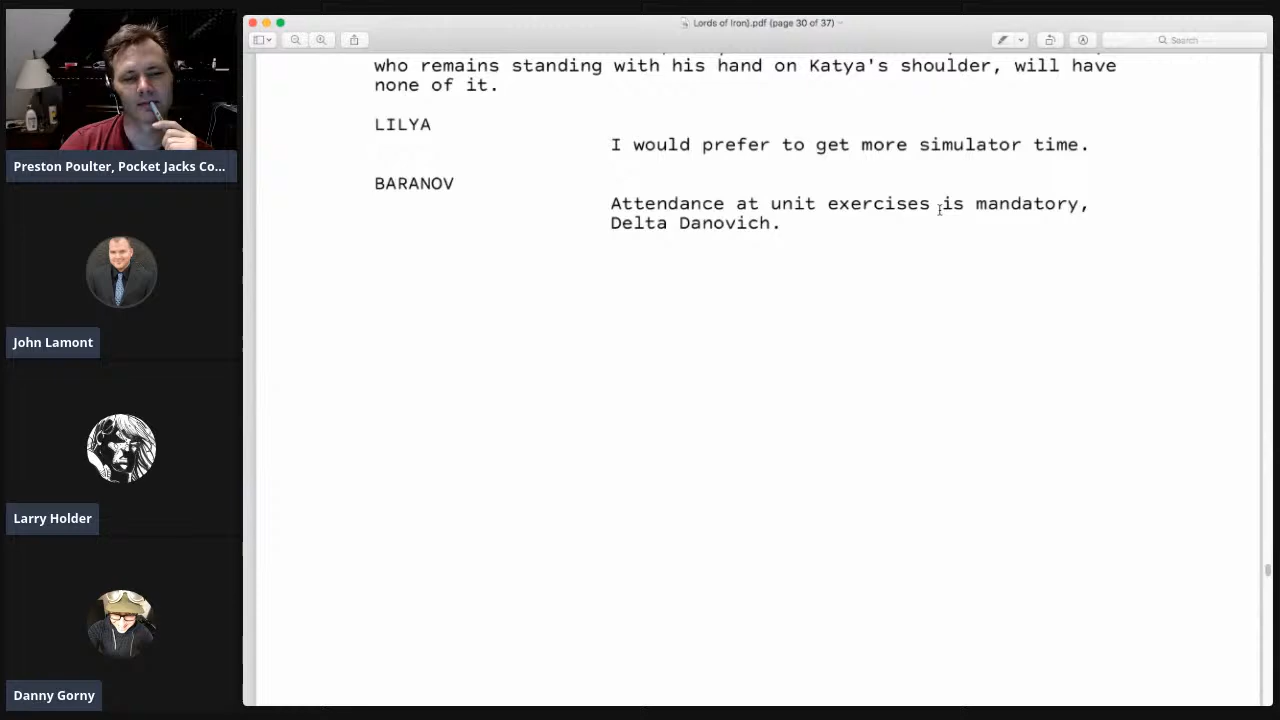 Lords of Iron).pdf (page 30 of 37)
Search
who remains standing with his hand on Katya's shoulder, will have
none of it.
LILYA
I would prefer to get more simulator time.
BARANOV
Attendance at unit exercises is mandatory,
Delta Danovich.
Preston Poulter, Pocket Jacks Co...
John Lamont
Larry Holder
Danny Gorny